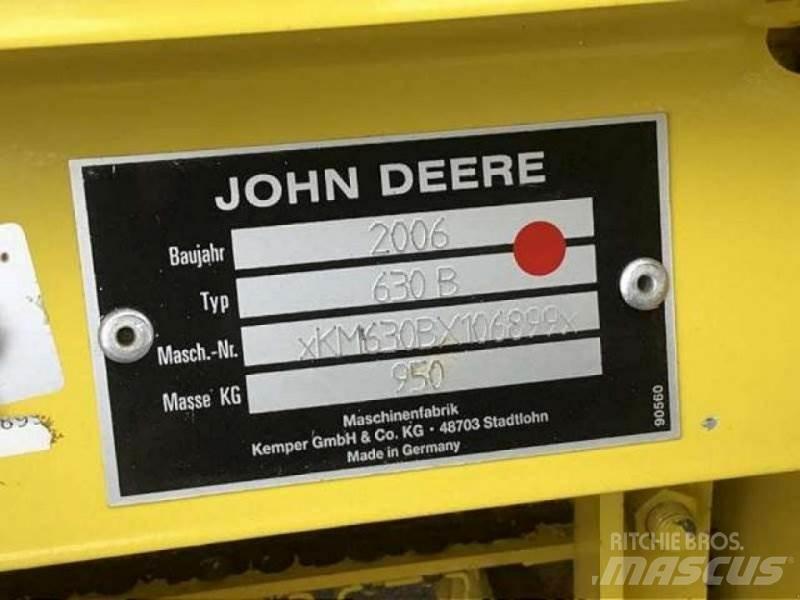 JOHN DEERE
Baujahr 2006
Typ 630 B
Masch.-Nr. xKM630BX106899x
Masse KG 950
Maschinenfabrik
Kemper GmbH & Co. KG · 48703 Stadtlohn
Made in Germany
90560
RITCHIE BROS.
MASCUS